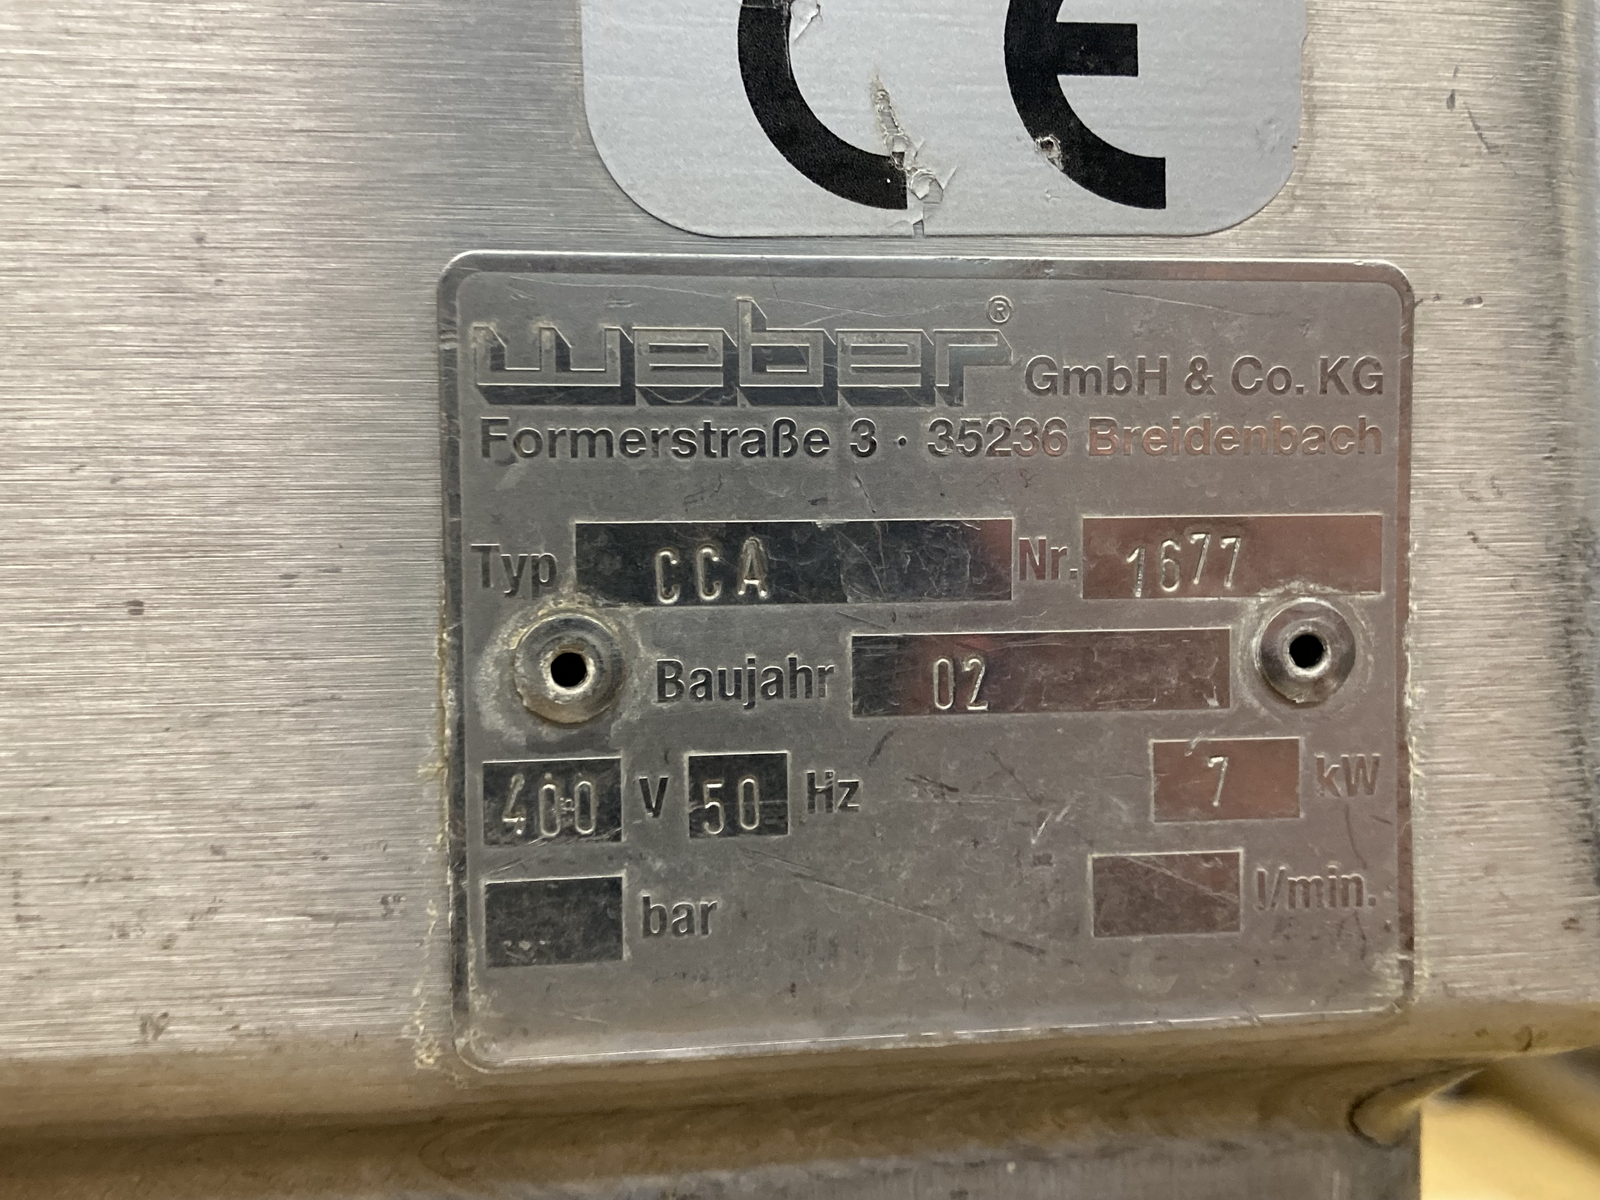 CE
weber® GmbH & Co. KG
Formerstraße 3 · 35236 Breidenbach
Typ CCA Nr. 1677
Baujahr 02
400 V 50 Hz 7 kW
bar l/min.